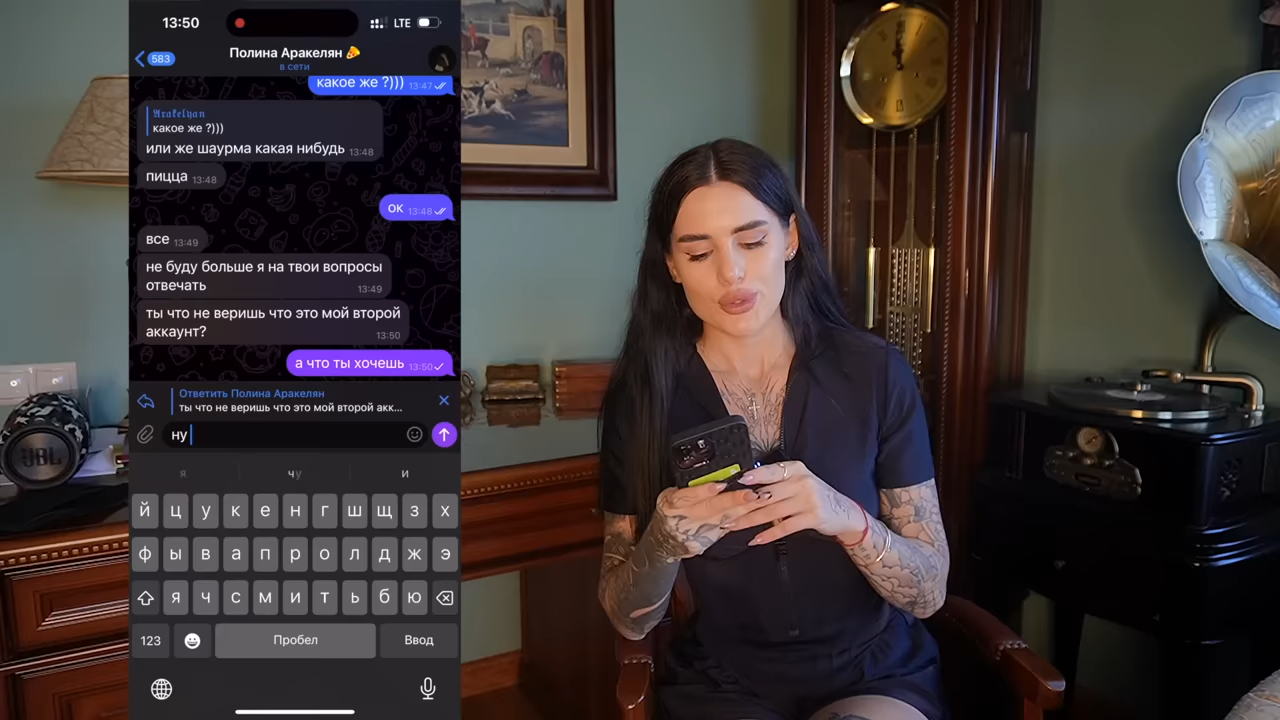 13:50
LTE
583
Полина Аракелян 🍕
в сети
какое же ?))) 13:47
Arakelyan
какое же ?)))
или же шаурма какая нибудь 13:48
пицца 13:48
ок 13:48
все 13:49
не буду больше я на твои вопросы
отвечать
13:49
ты что не веришь что это мой второй
аккаунт?
13:50
а что ты хочешь 13:50
Ответить Полина Аракелян
ты что не веришь что это мой второй акк...
ну
я чу и
й ц у к е н г ш щ з х
ф ы в а п р о л д ж э
я ч с м и т ь б ю
123 Пробел Ввод
JBL